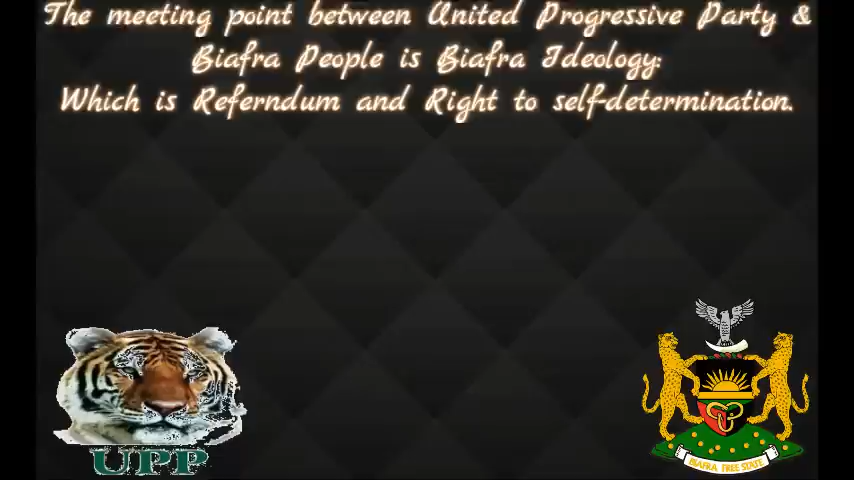 The meeting point between United Progressive Party &
Biafra People is Biafra Ideology:
Which is Referndum and Right to self-determination.
UPP
BIAFRA FREE STATE